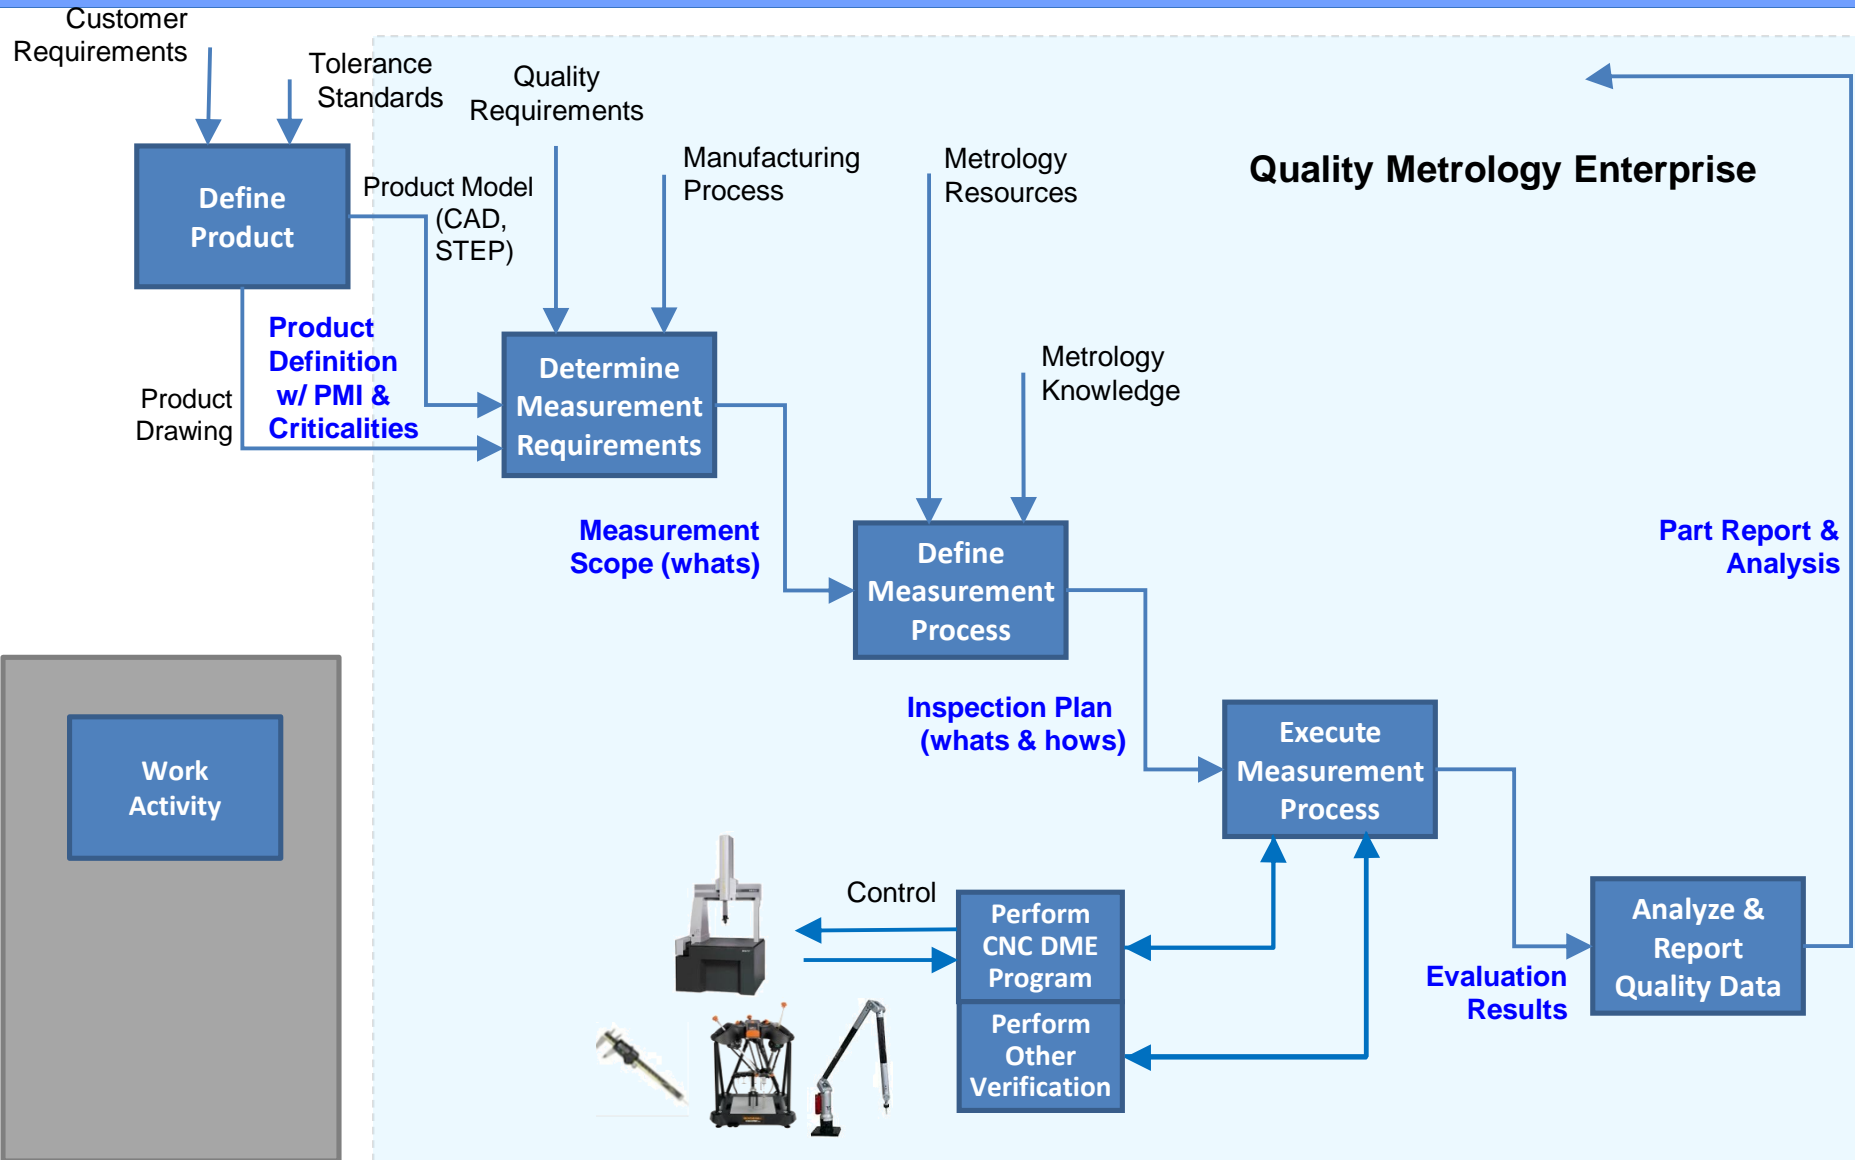 Customer
Requirements
Tolerance
Standards
Quality
Requirements
Manufacturing
Process
Metrology
Resources
Quality Metrology Enterprise
Define
Product
Product Model
(CAD,
STEP)
Product
Definition
w/ PMI &
Criticalities
Product
Drawing
Determine
Measurement
Requirements
Metrology
Knowledge
Measurement
Scope (whats)
Define
Measurement
Process
Part Report &
Analysis
Inspection Plan
(whats & hows)
Execute
Measurement
Process
Work
Activity
Control
Perform
CNC DME
Program
Perform
Other
Verification
Evaluation
Results
Analyze &
Report
Quality Data